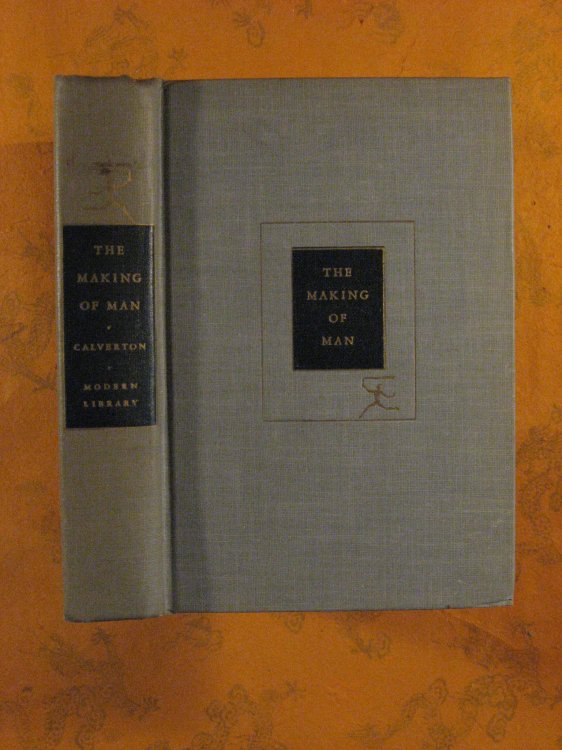 THE
MAKING
OF MAN
CALVERTON
MODERN
LIBRARY
THE
MAKING
OF
MAN